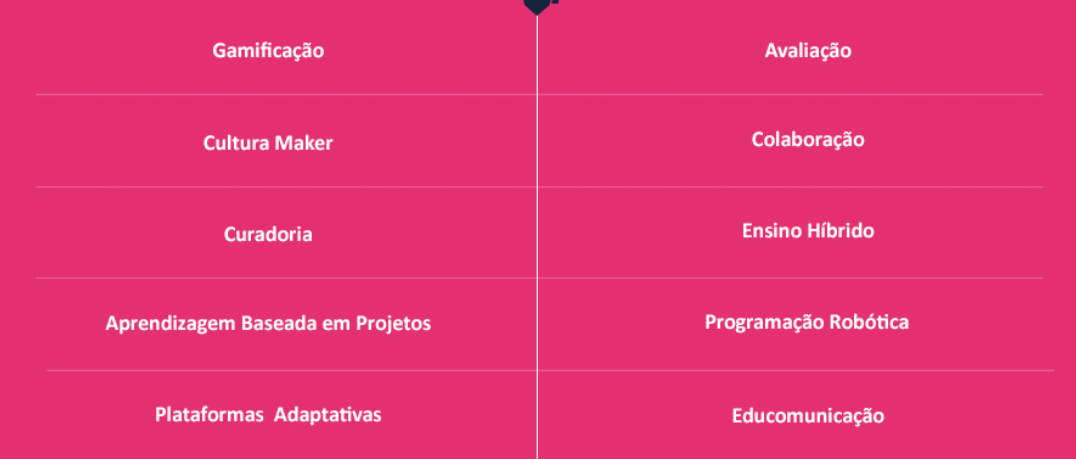 Gamificação
Avaliação
Cultura Maker
Colaboração
Curadoria
Ensino Híbrido
Aprendizagem Baseada em Projetos
Programação Robótica
Plataformas Adaptativas
Educomunicação